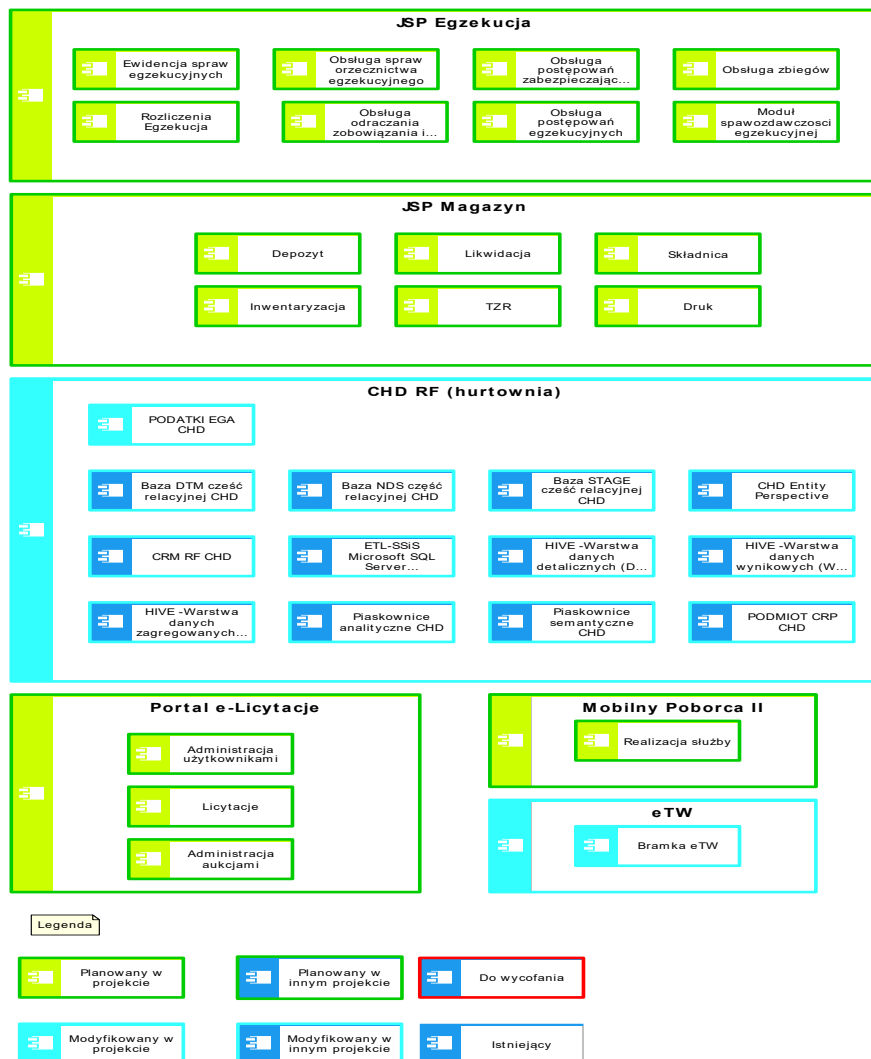 JSP Egzekucja
Ewidencja spraw
egzekucyjnych
Obsługa spraw
orzecznictwa
egzekucyjnego
Obsługa
postępowań
zabezpieczając...
Obsługa zbiegów
Rozliczenia
Egzekucja
Obsługa
odraczania
zobowiązania i...
Obsługa
postępowań
egzekucyjnych
Moduł
spawozdawczosci
egzekucyjnej
JSP Magazyn
Depozyt
Likwidacja
Składnica
Inwentaryzacja
TZR
Druk
CHD RF (hurtownia)
PODATKI EGA
CHD
Baza DTM cześć
relacyjnej CHD
Baza NDS część
relacyjnej CHD
Baza STAGE
cześć relacyjnej
CHD
CHD Entity
Perspective
CRM RF CHD
ETL-SSiS
Microsoft SQL
Server...
HIVE -Warstwa
danych
detalicznych (D...
HIVE -Warstwa
danych
wynikowych (W...
HIVE -Warstwa
danych
zagregowanych...
Piaskownice
analityczne CHD
Piaskownice
semantyczne
CHD
PODMIOT CRP
CHD
Portal e-Licytacje
Administracja
użytkownikami
Licytacje
Administracja
aukcjami
Mobilny Poborca II
Realizacja służby
eTW
Bramka eTW
Legenda
Planowany w
projekcie
Planowany w
innym projekcie
Do wycofania
Modyfikowany w
projekcie
Modyfikowany w
innym projekcie
Istniejący